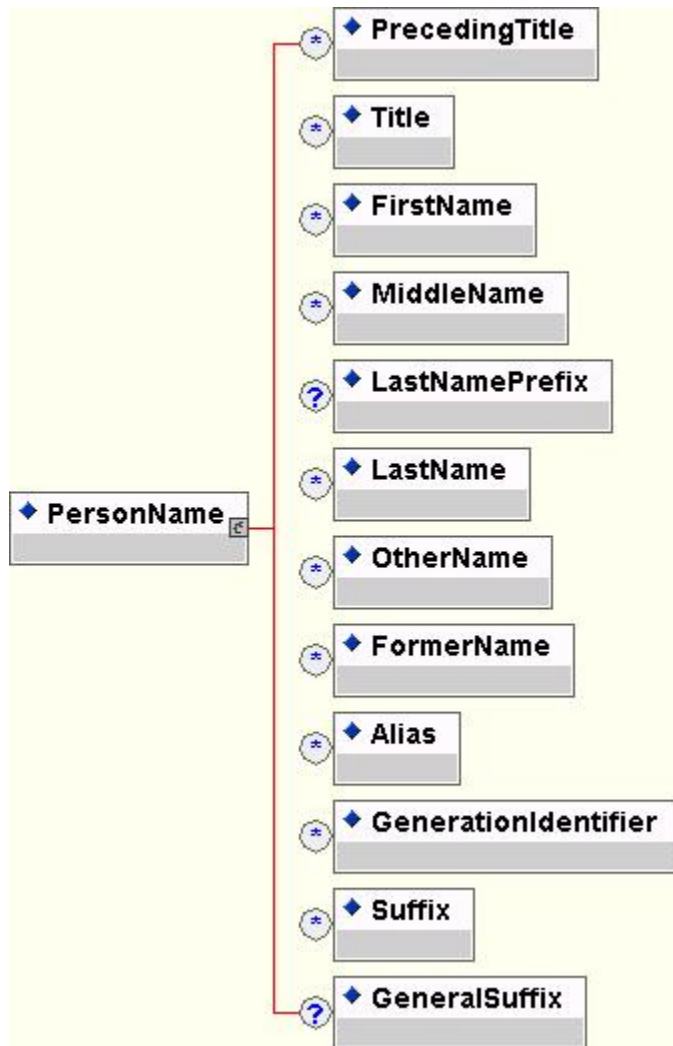 * PrecedingTitle
* Title
* FirstName
* MiddleName
? LastNamePrefix
* LastName
PersonName
* OtherName
* FormerName
* Alias
* GenerationIdentifier
* Suffix
? GeneralSuffix